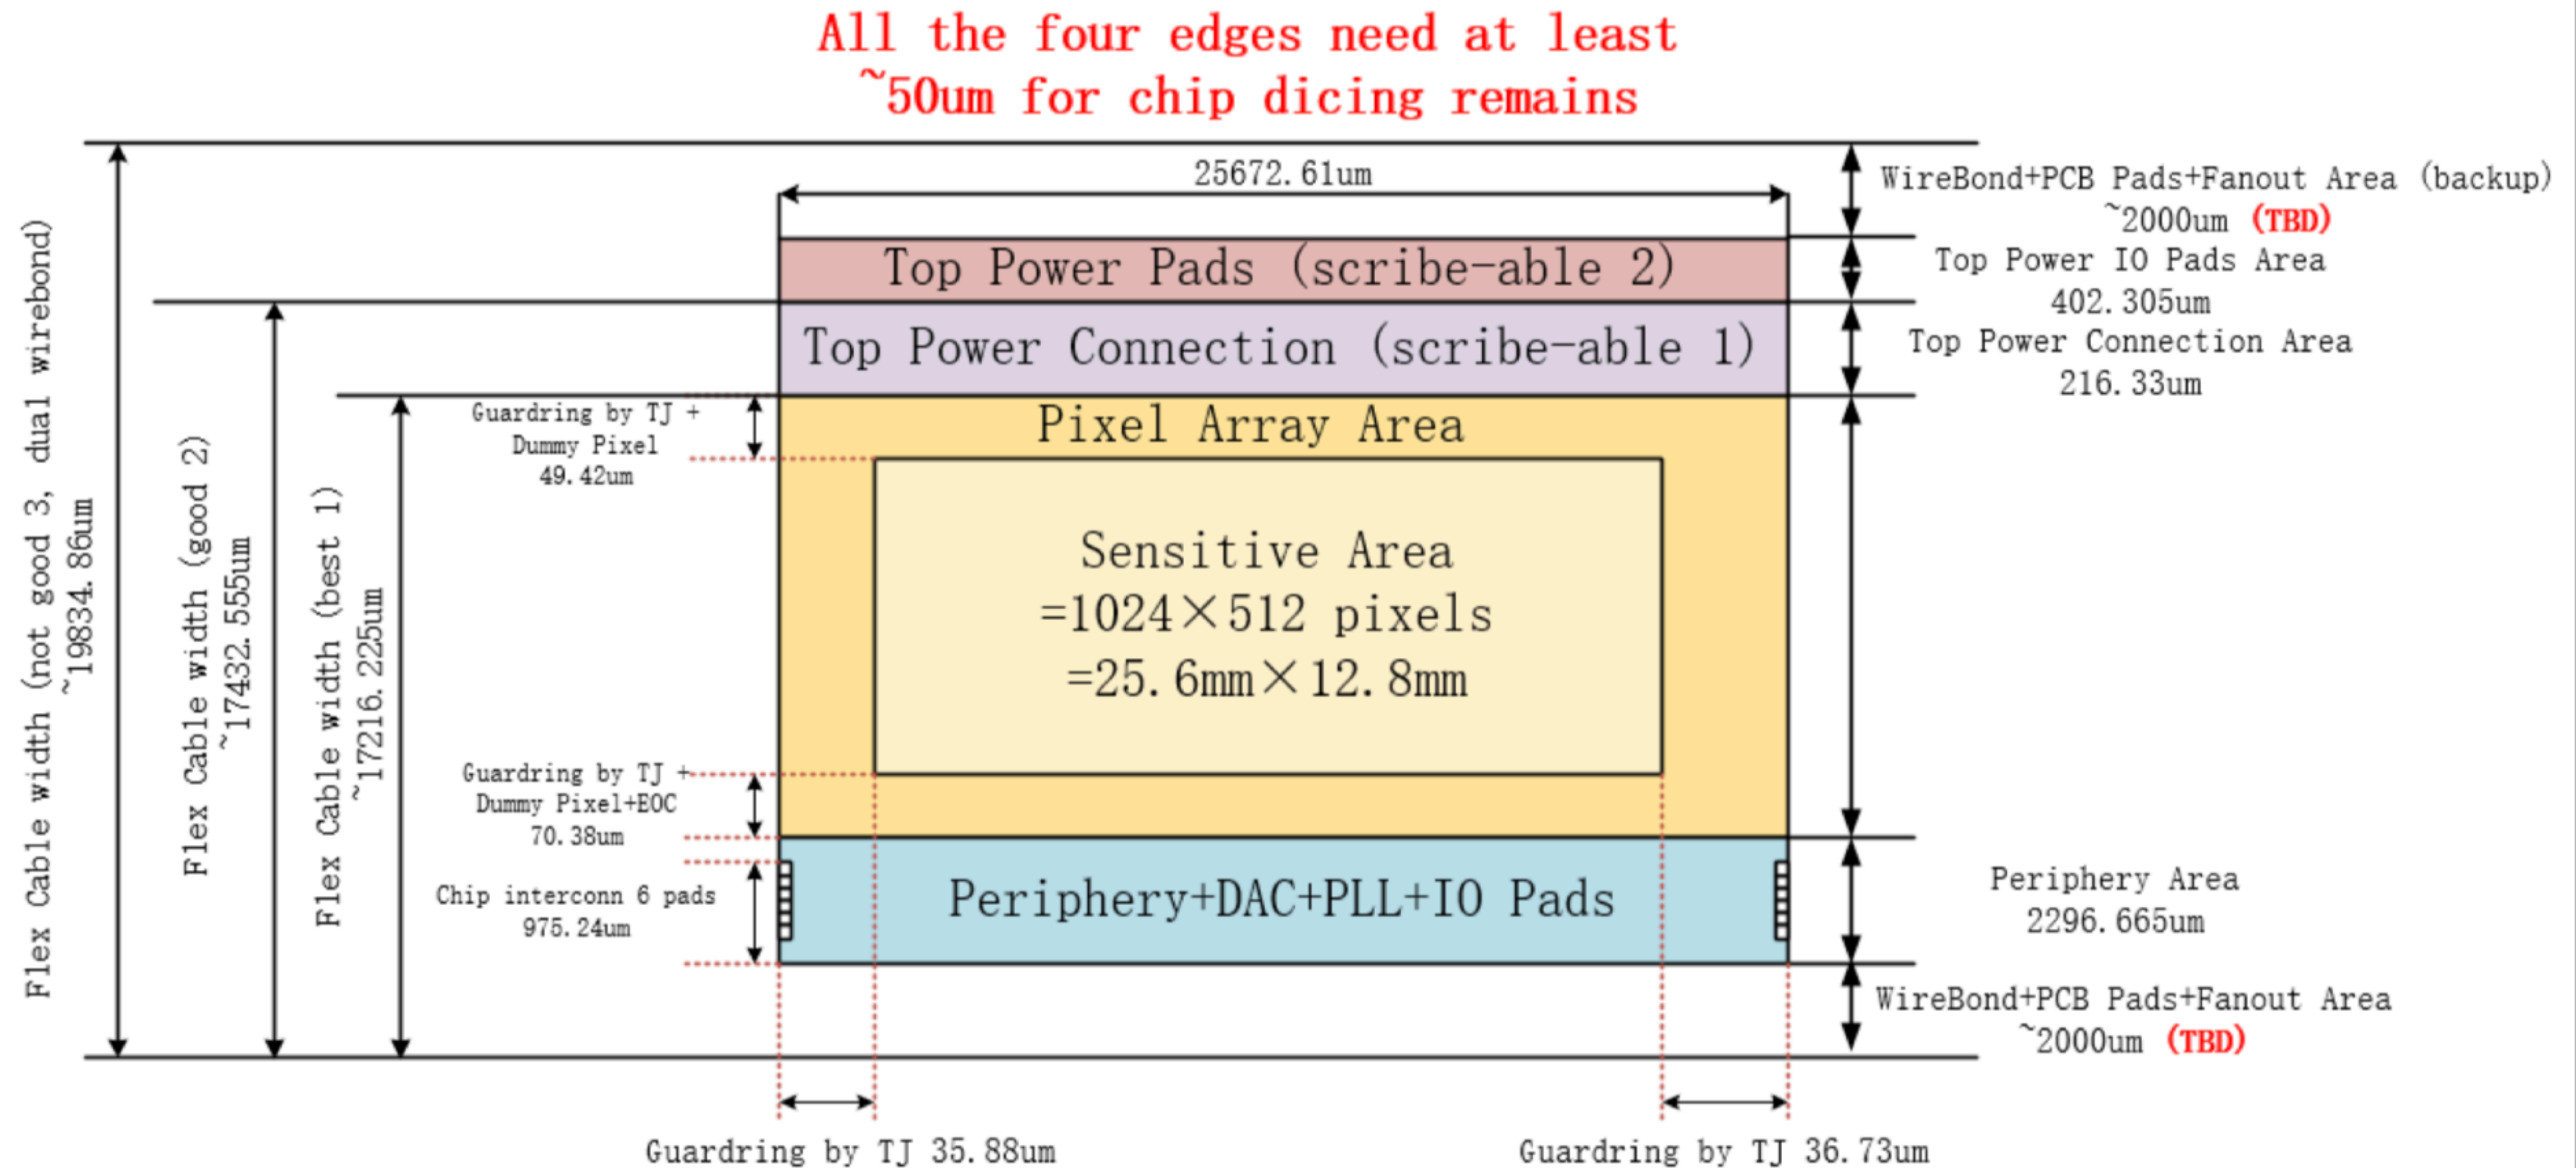 All the four edges need at least
~50um for chip dicing remains
25672.61um
WireBond+PCB Pads+Fanout Area (backup)
~2000um (TBD)
Top Power Pads (scribe-able 2)
Top Power IO Pads Area
402.305um
Top Power Connection (scribe-able 1)
Top Power Connection Area
216.33um
Flex Cable width (not good 3, dual wirebond)
~19834.86um
Flex Cable width (good 2)
~17432.555um
Flex Cable width (best 1)
~17216.225um
Guardring by TJ +
Dummy Pixel
49.42um
Pixel Array Area
Sensitive Area
=1024×512 pixels
=25.6mm×12.8mm
Guardring by TJ +
Dummy Pixel+EOC
70.38um
Chip interconn 6 pads
975.24um
Periphery+DAC+PLL+IO Pads
Periphery Area
2296.665um
WireBond+PCB Pads+Fanout Area
~2000um (TBD)
Guardring by TJ 35.88um
Guardring by TJ 36.73um